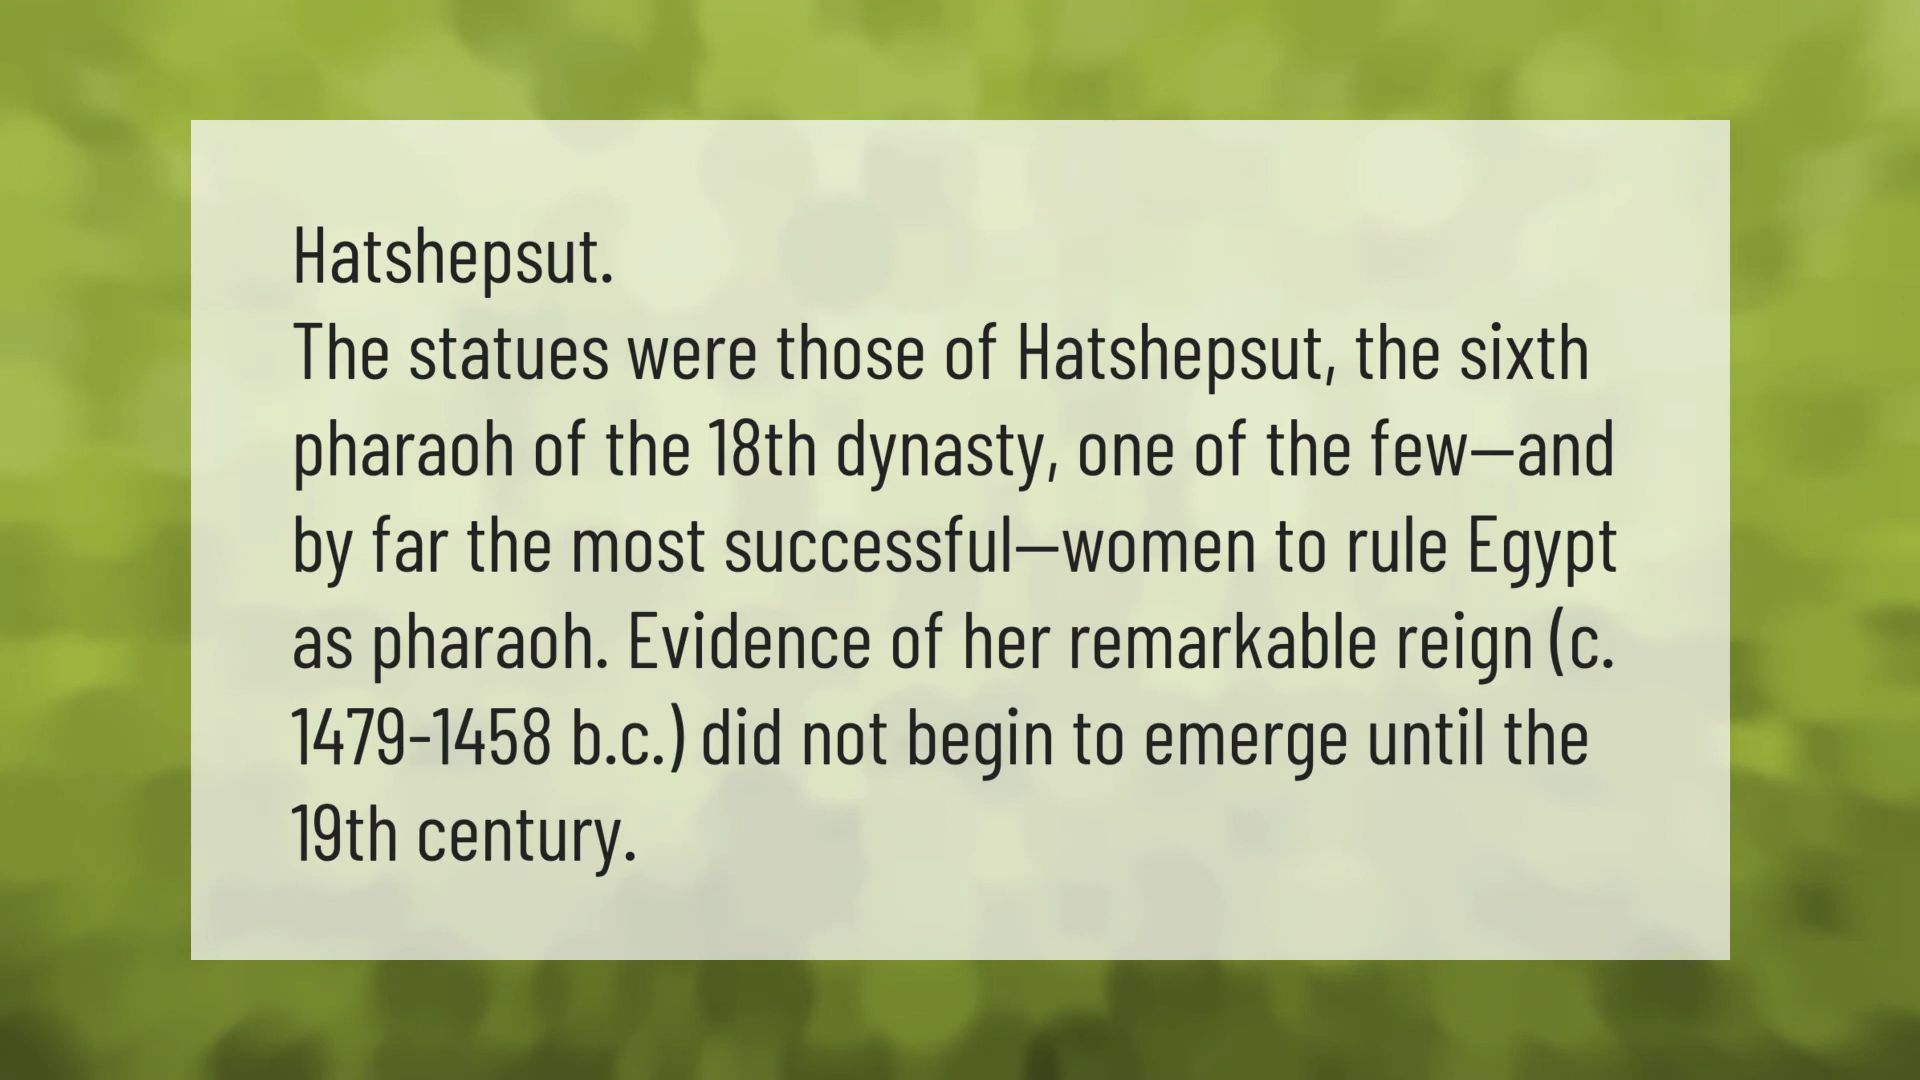 Hatshepsut.
The statues were those of Hatshepsut, the sixth
pharaoh of the 18th dynasty, one of the few—and
by far the most successful—women to rule Egypt
as pharaoh. Evidence of her remarkable reign (c.
1479-1458 b.c.) did not begin to emerge until the
19th century.